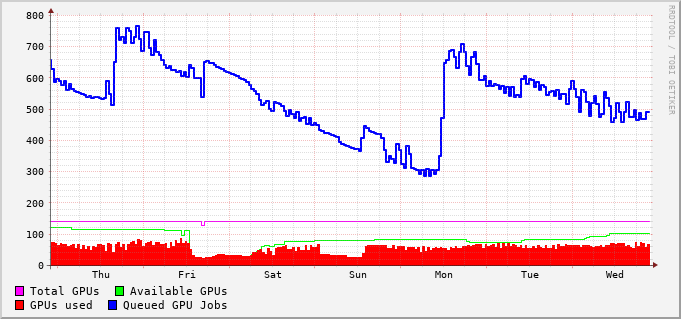 800
700
600
500
400
300
200
100
0
Thu Fri Sat Sun Mon Tue Wed
Total GPUs Available GPUs
GPUs used Queued GPU Jobs
RRDTOOL / TOBI OETIKER